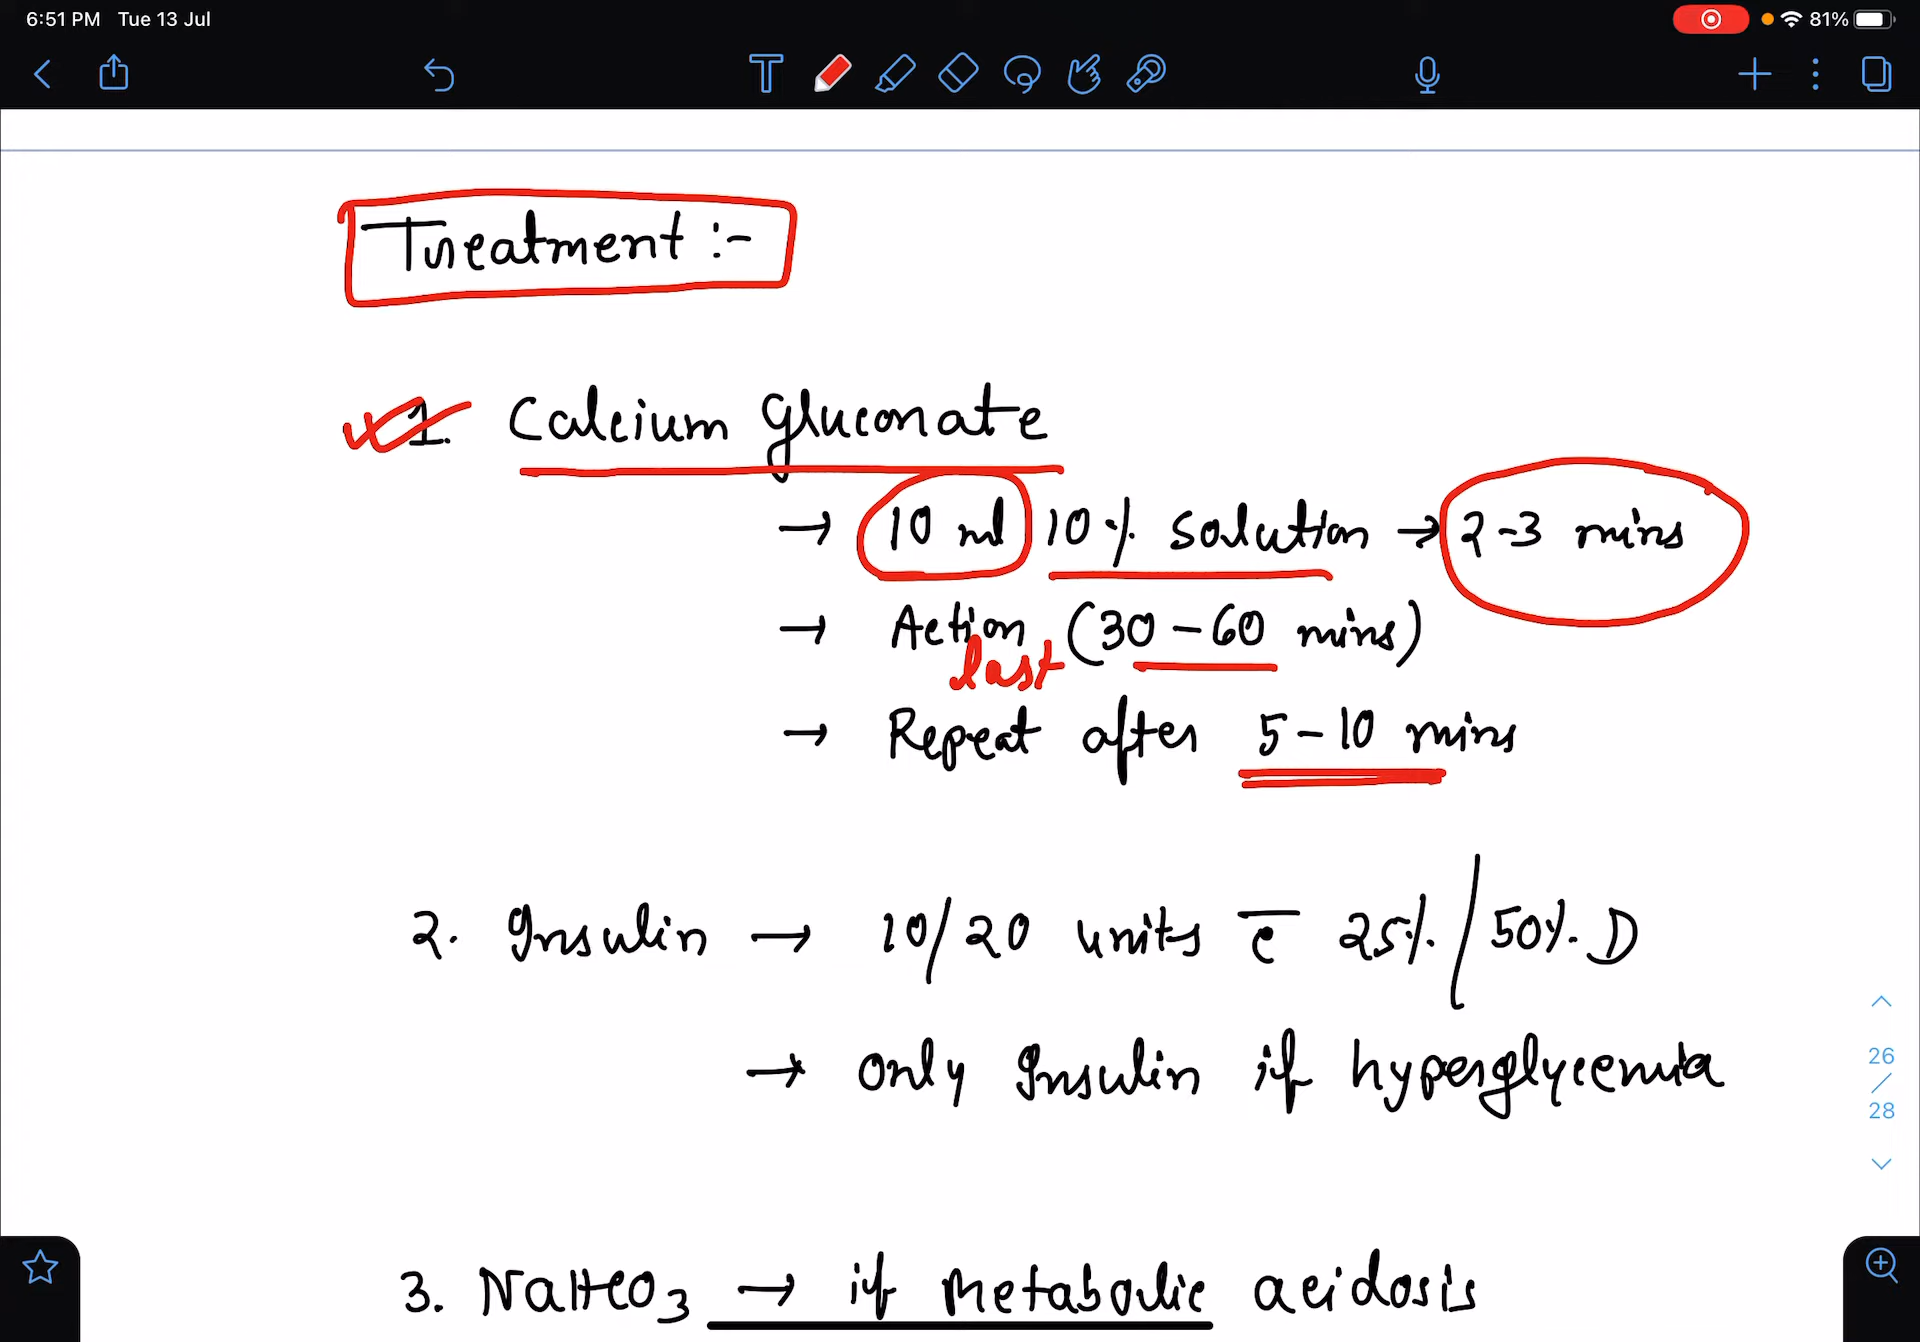 6:51 PM Tue 13 Jul
81%
Treatment :-
1. Calcium gluconate
→ 10 ml 10% solution → 2-3 mins
→ Action (30-60 mins)
last
→ Repeat after 5-10 mins
2. Insulin → 10/20 units c̅ 25%/50% D
→ only Insulin if hyperglycemia
26
/
28
3. NaHCO3 → if Metabolic acidosis